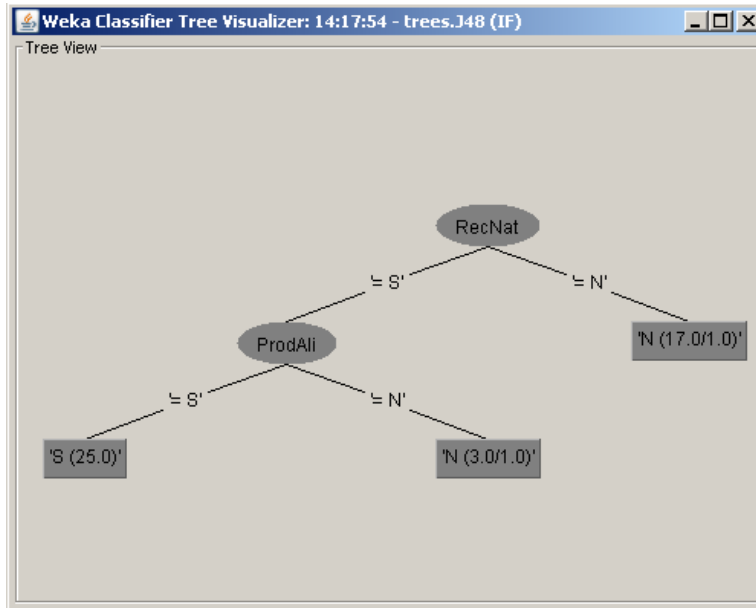 Weka Classifier Tree Visualizer: 14:17:54 - trees.J48 (IF)
Tree View
RecNat
'= S'
'= N'
ProdAli
'N (17.0/1.0)'
'= S'
'= N'
'S (25.0)'
'N (3.0/1.0)'